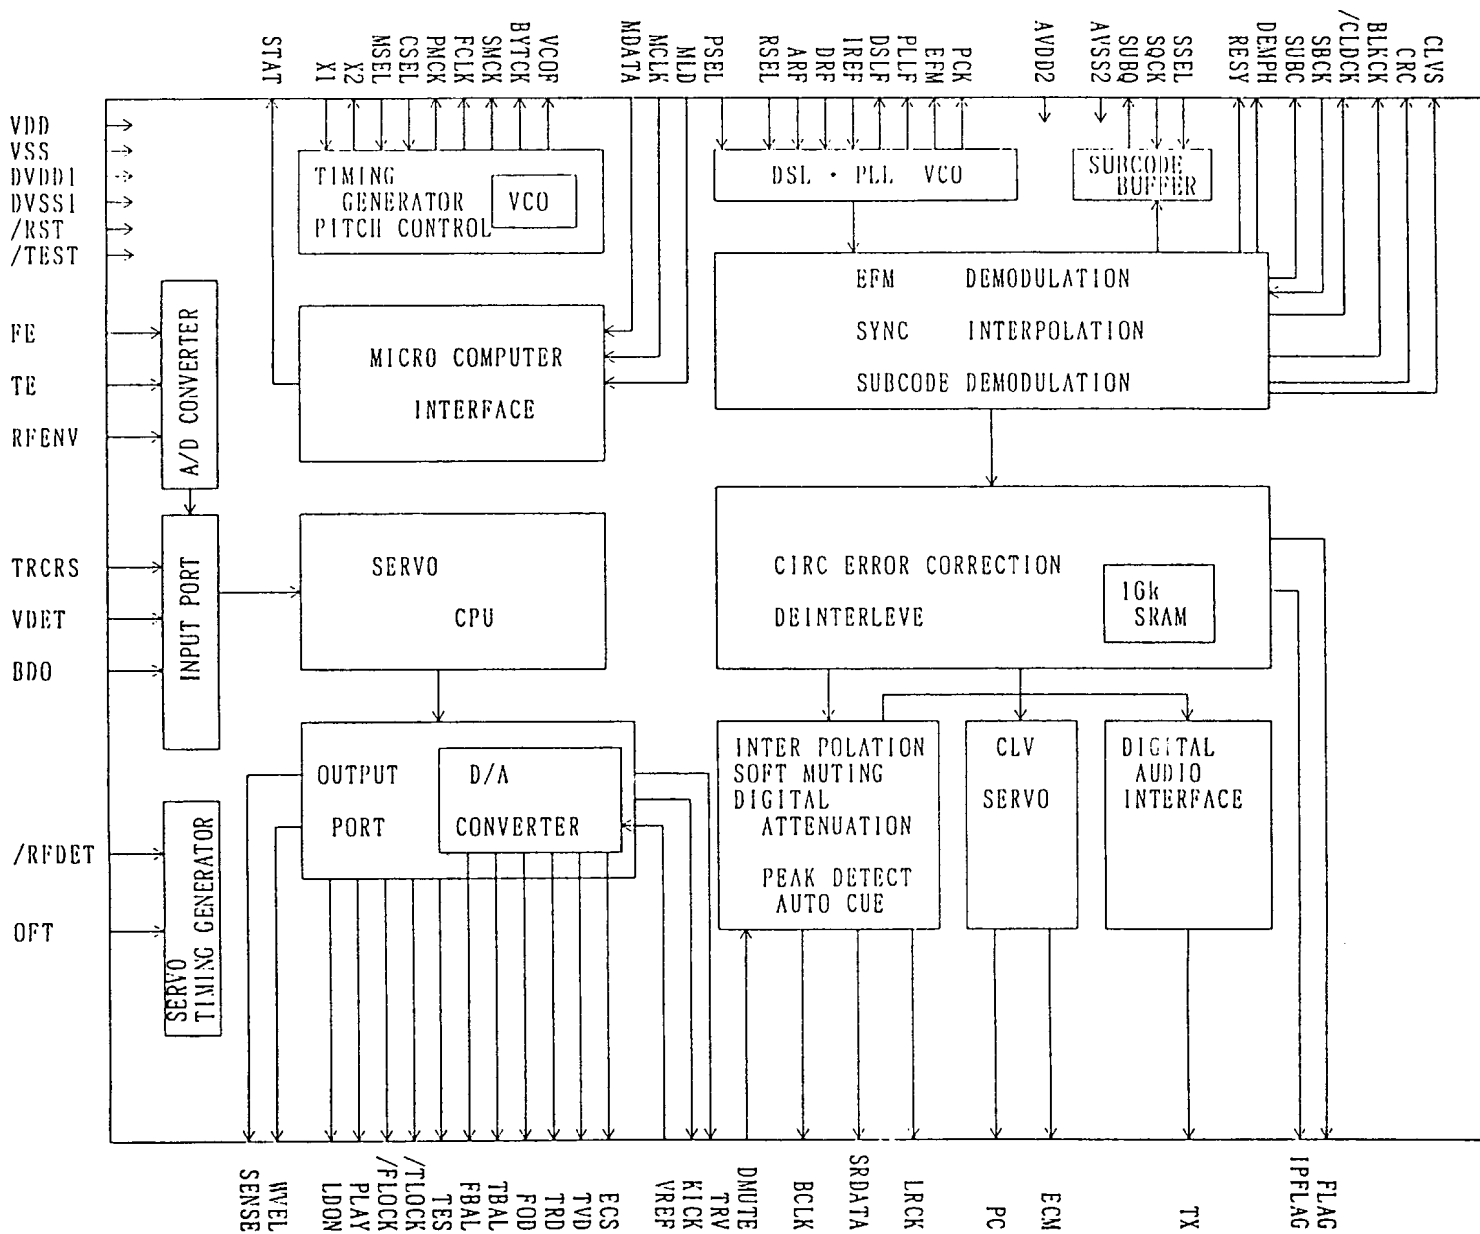 STAT
X1
X2
MSEL
CSEL
PMCK
FCLK
SMCK
BYTCK
VCOF
MDATA
MCLK
MLD
PSEL
RSEL
ARF
DRF
IREF
DSLF
PLLF
EFM
PCK
AVDD2
AVSS2
SUBQ
SQCK
SSEL
RESY
DEMPH
SUBC
SBCK
/CLDCK
BLKCK
CRC
CLVS
VDD
VSS
DVDD1
DVSS1
/RST
/TEST
FE
TE
RFENV
TRCRS
VDET
BDO
/RFDET
OFT
A/D CONVERTER
INPUT PORT
SERVO
TIMING GENERATOR
TIMING
GENERATOR
PITCH CONTROL
VCO
MICRO COMPUTER
INTERFACE
SERVO
CPU
OUTPUT
PORT
D/A
CONVERTER
DSL · PLL VCO
SUBCODE
BUFFER
EFM DEMODULATION
SYNC INTERPOLATION
SUBCODE DEMODULATION
CIRC ERROR CORRECTION
DEINTERLEVE
16k
SRAM
INTER POLATION
SOFT MUTING
DIGITAL
ATTENUATION
PEAK DETECT
AUTO CUE
CLV
SERVO
DIGITAL
AUDIO
INTERFACE
SENSE
WVEL
LDON
PLAY
/FLOCK
/TLOCK
TES
FBAL
TBAL
FOD
TRD
TVD
ECS
VREF
KICK
TRV
DMUTE
BCLK
SRDATA
LRCK
PC
ECM
TX
IPFLAG
FLAG